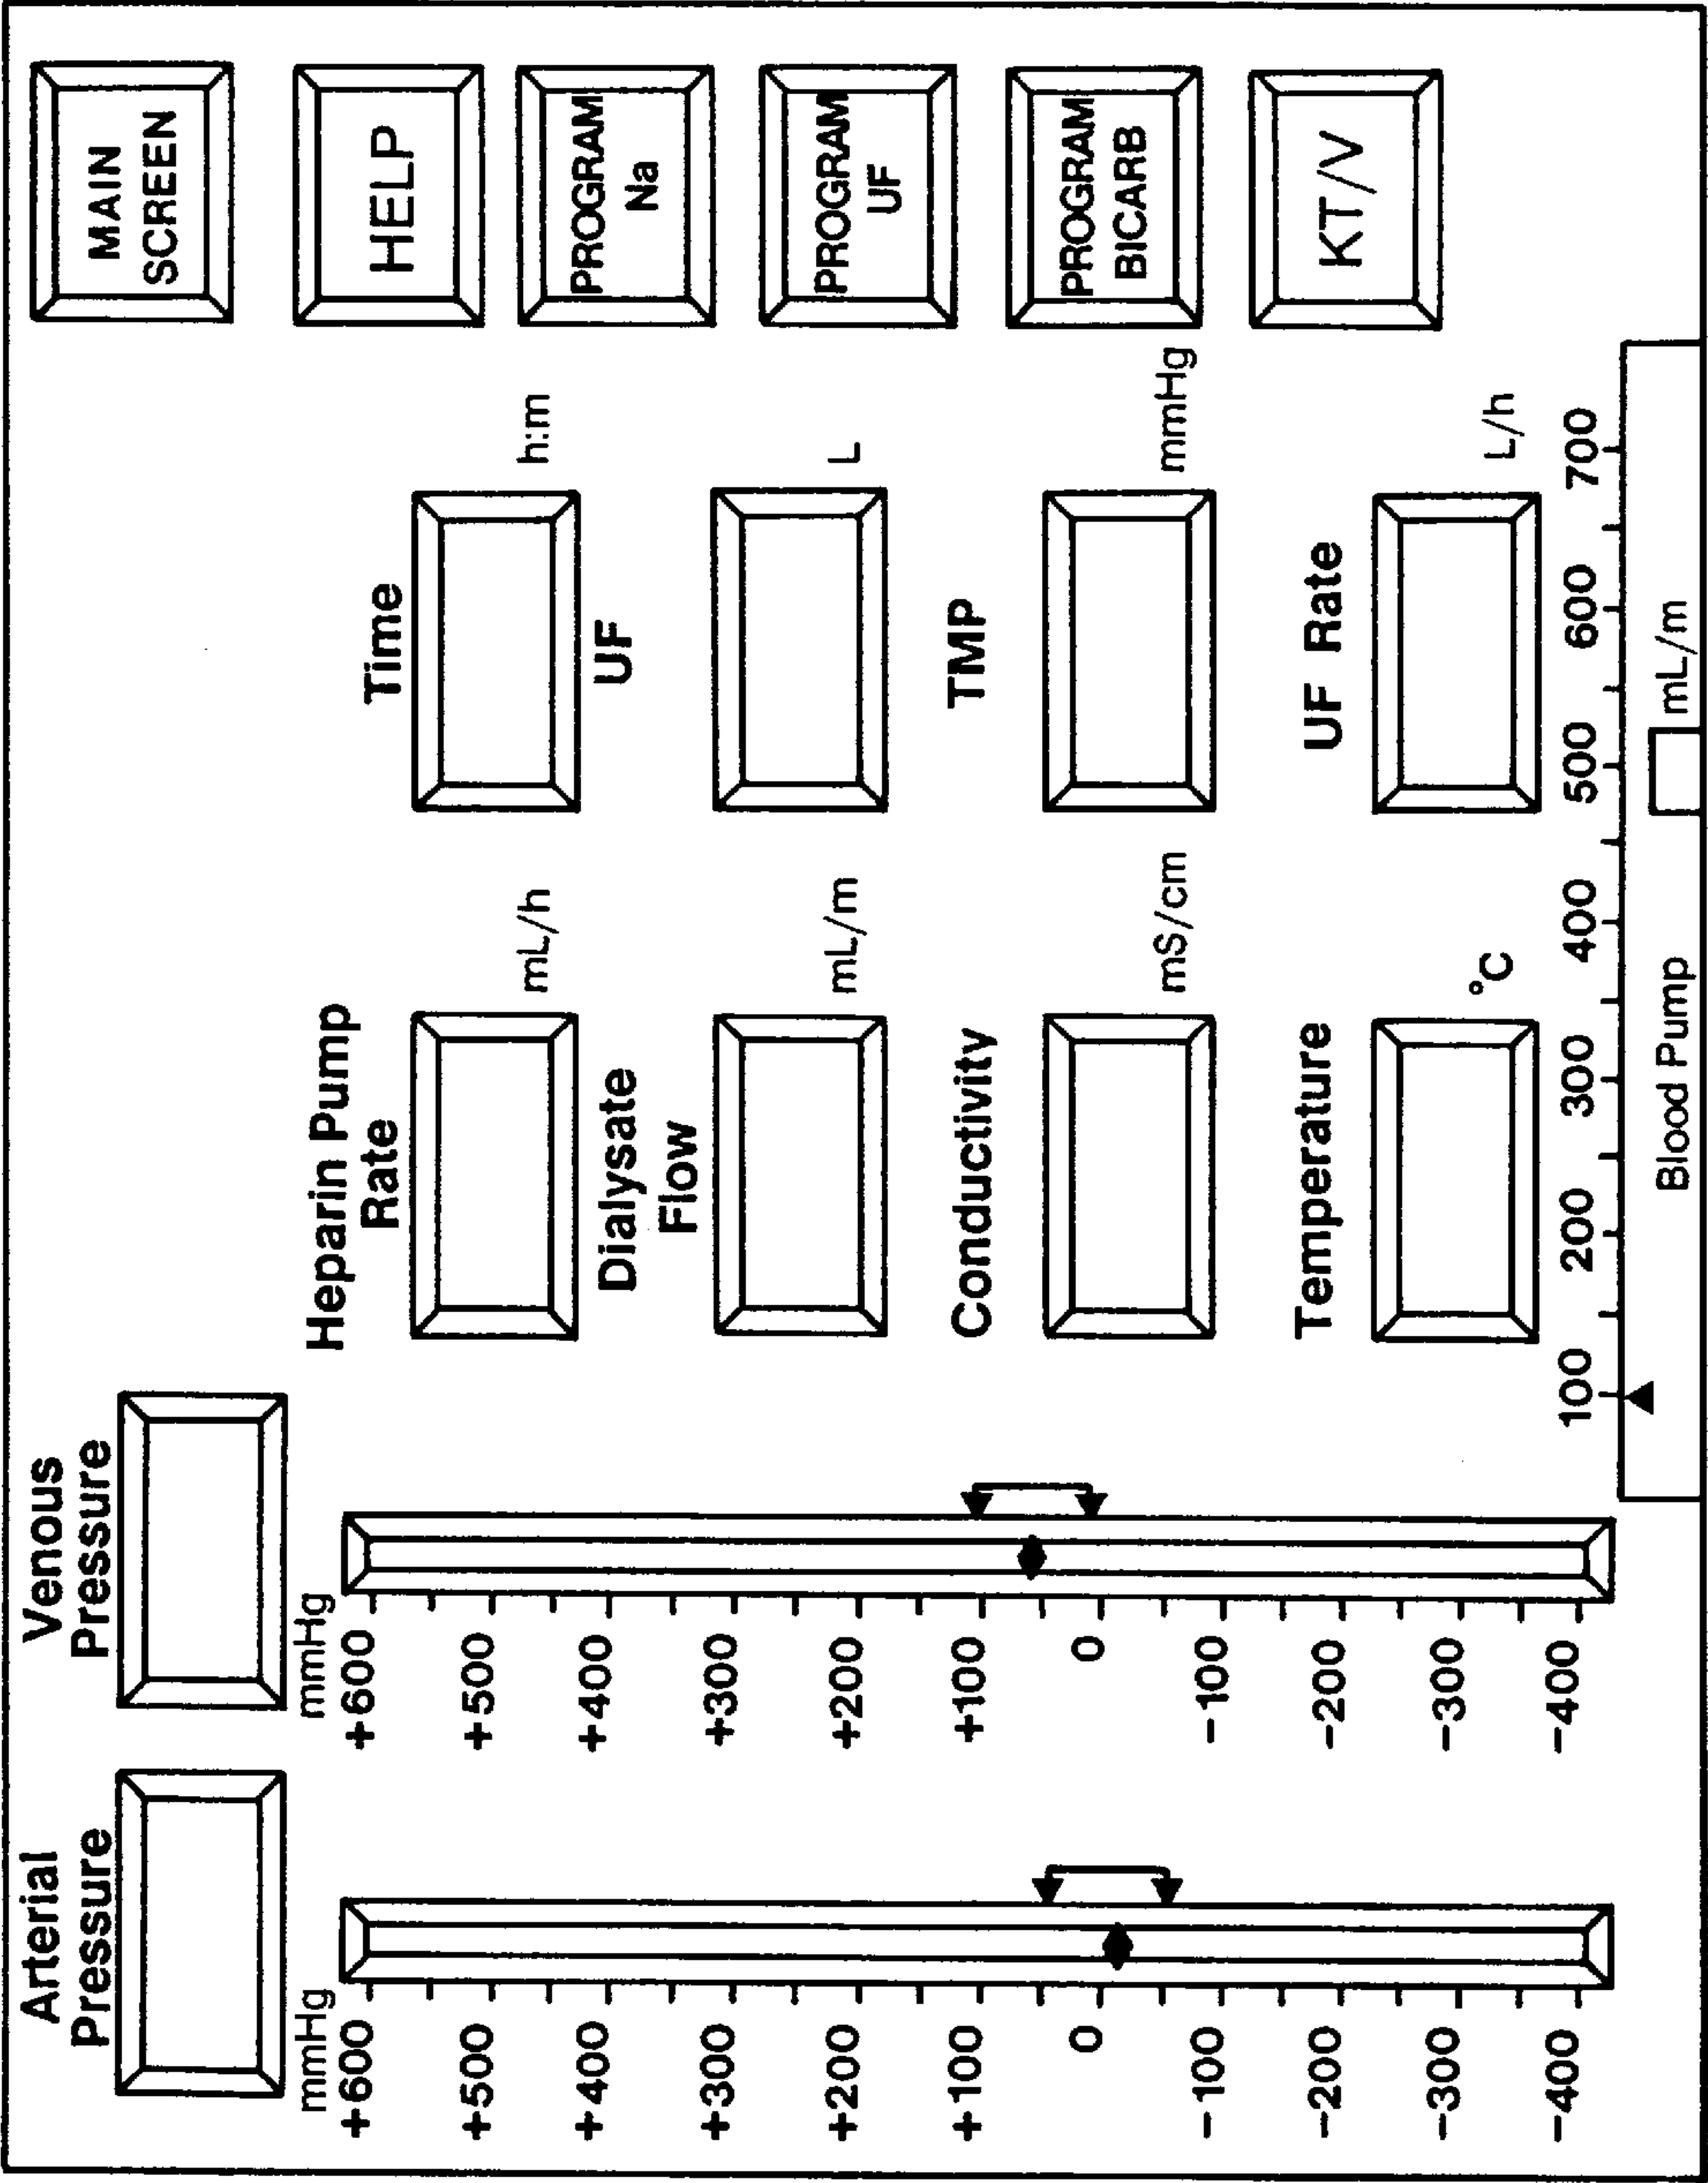 Arterial
Pressure
mmHg
+600
+500
+400
+300
+200
+100
0
-100
-200
-300
-400
Venous
Pressure
mmHg
+600
+500
+400
+300
+200
+100
0
-100
-200
-300
-400
Heparin Pump
Rate
mL/h
Dialysate
Flow
mL/m
Conductivity
mS/cm
Temperature
°C
Time
h:m
UF
L
TMP
mmHg
UF Rate
L/h
100 200 300 400 500 600 700
Blood Pump mL/m
MAIN
SCREEN
HELP
PROGRAM
Na
PROGRAM
UF
PROGRAM
BICARB
KT/V